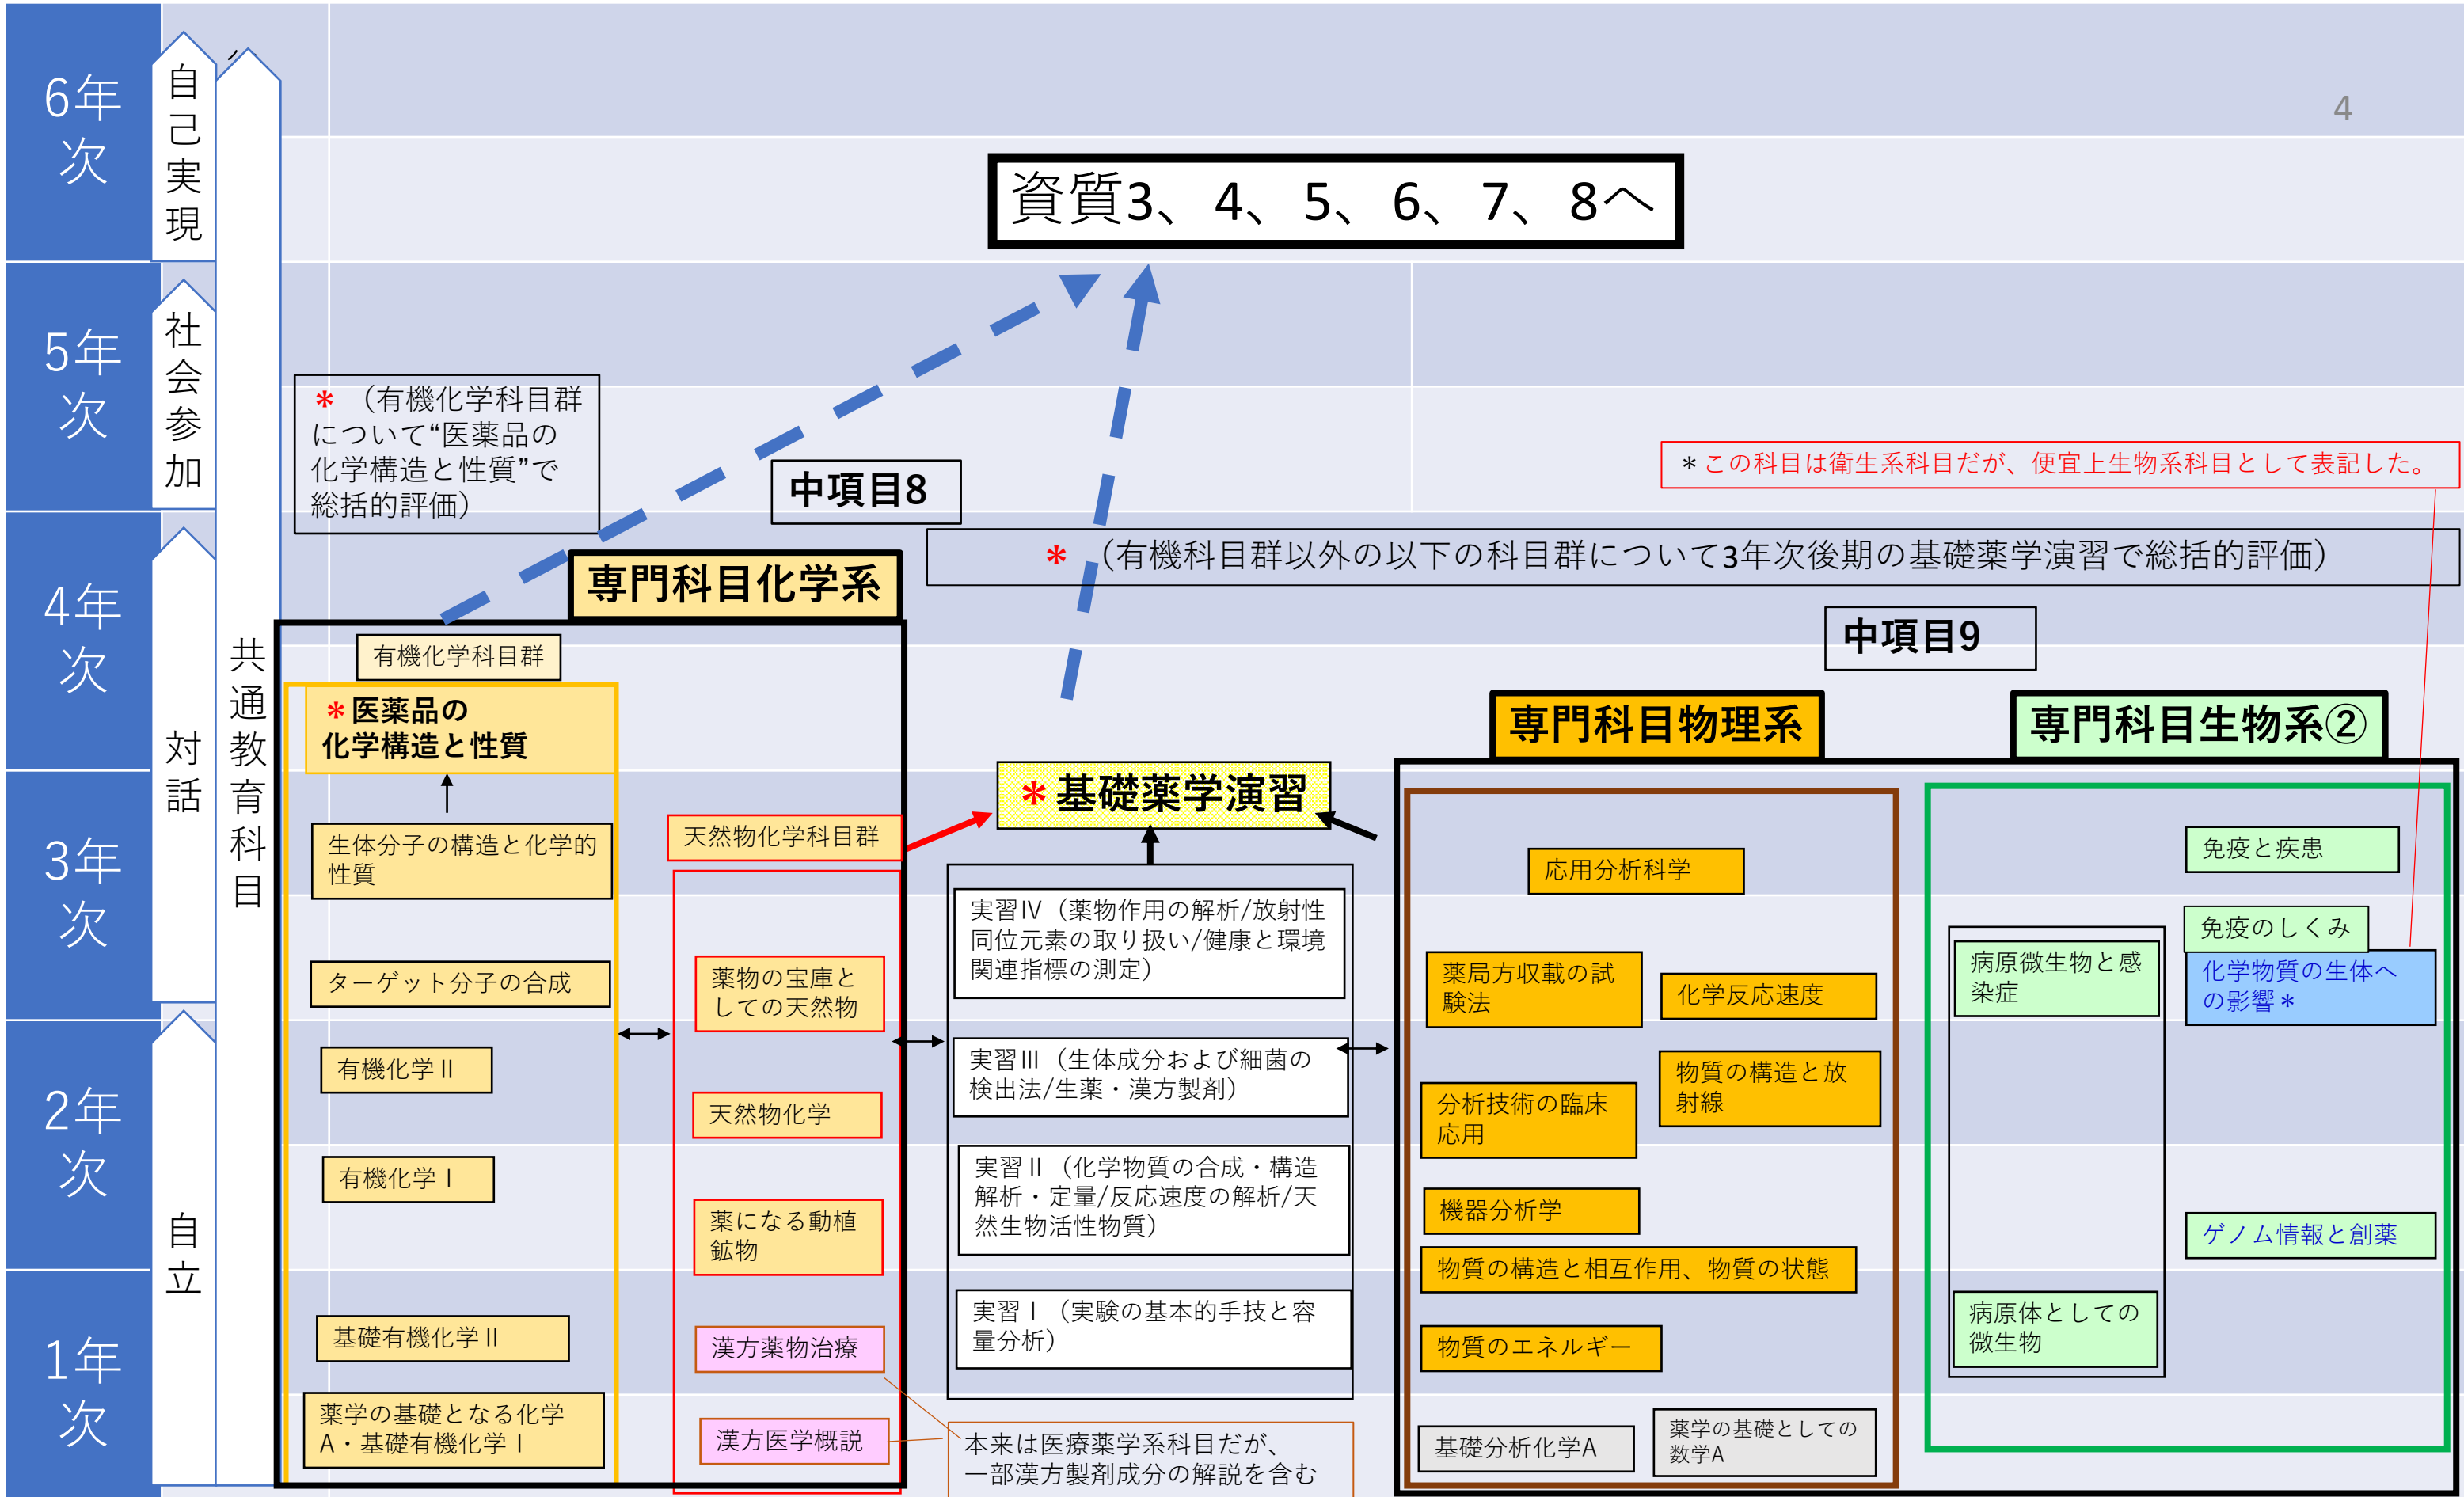 6年
次
5年
次
4年
次
3年
次
2年
次
1年
次
自己実現
社会参加
対話
自立
共通教育科目
4
資質3、4、5、6、7、8へ
* （有機化学科目群
について“医薬品の
化学構造と性質”で
総括的評価）
中項目8
*この科目は衛生系科目だが、便宜上生物系科目として表記した。
* （有機科目群以外の以下の科目群について3年次後期の基礎薬学演習で総括的評価）
中項目9
専門科目化学系
有機化学科目群
*医薬品の
化学構造と性質
生体分子の構造と化学的
性質
ターゲット分子の合成
有機化学Ⅱ
有機化学Ⅰ
基礎有機化学Ⅱ
薬学の基礎となる化学
A・基礎有機化学Ⅰ
天然物化学科目群
薬物の宝庫と
しての天然物
天然物化学
薬になる動植
鉱物
漢方薬物治療
漢方医学概説
*基礎薬学演習
実習Ⅳ（薬物作用の解析/放射性
同位元素の取り扱い/健康と環境
関連指標の測定）
実習Ⅲ（生体成分および細菌の
検出法/生薬・漢方製剤）
実習Ⅱ（化学物質の合成・構造
解析・定量/反応速度の解析/天
然生物活性物質）
実習Ⅰ（実験の基本的手技と容
量分析）
本来は医療薬学系科目だが、
一部漢方製剤成分の解説を含む
専門科目物理系
応用分析科学
薬局方収載の試
験法
化学反応速度
物質の構造と放
射線
分析技術の臨床
応用
機器分析学
物質の構造と相互作用、物質の状態
物質のエネルギー
基礎分析化学A
薬学の基礎としての
数学A
専門科目生物系②
免疫と疾患
免疫のしくみ
化学物質の生体へ
の影響*
病原微生物と感
染症
ゲノム情報と創薬
病原体としての
微生物